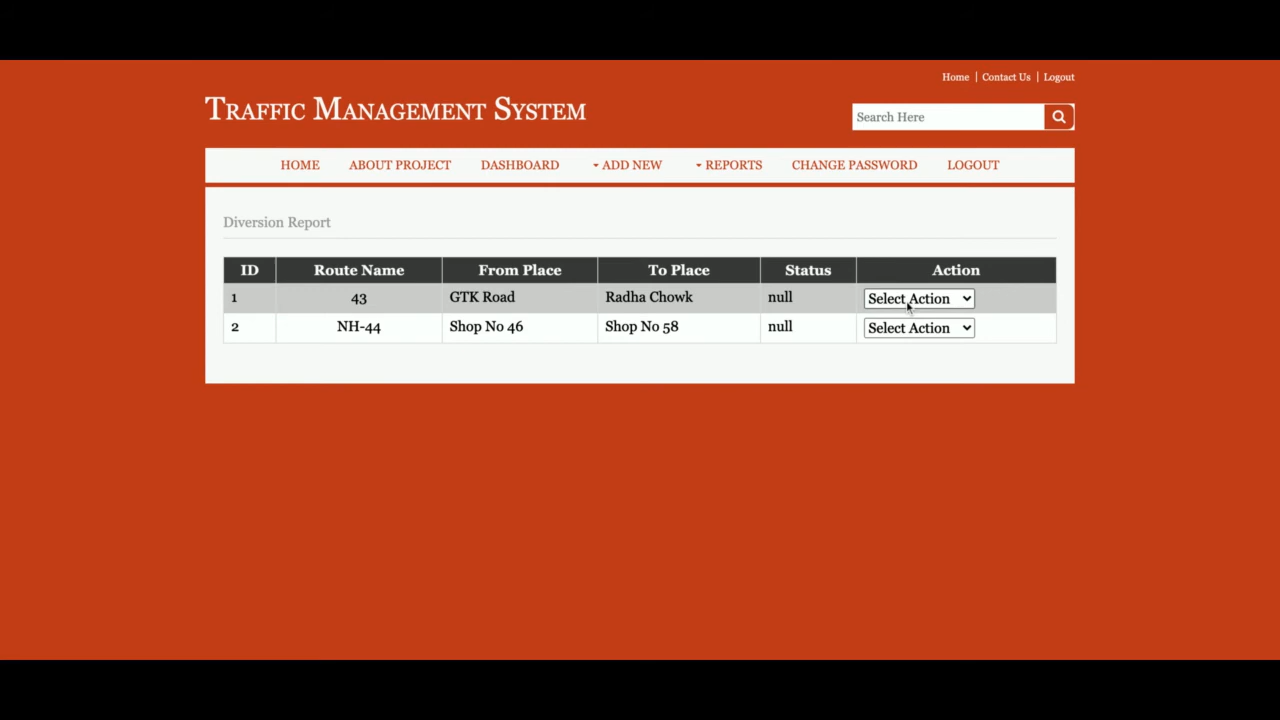 Home | Contact Us | Logout
Traffic Management System
Search Here
HOME ABOUT PROJECT DASHBOARD ADD NEW REPORTS CHANGE PASSWORD LOGOUT
Diversion Report
ID Route Name From Place To Place Status Action
1 43 GTK Road Radha Chowk null Select Action
2 NH-44 Shop No 46 Shop No 58 null Select Action